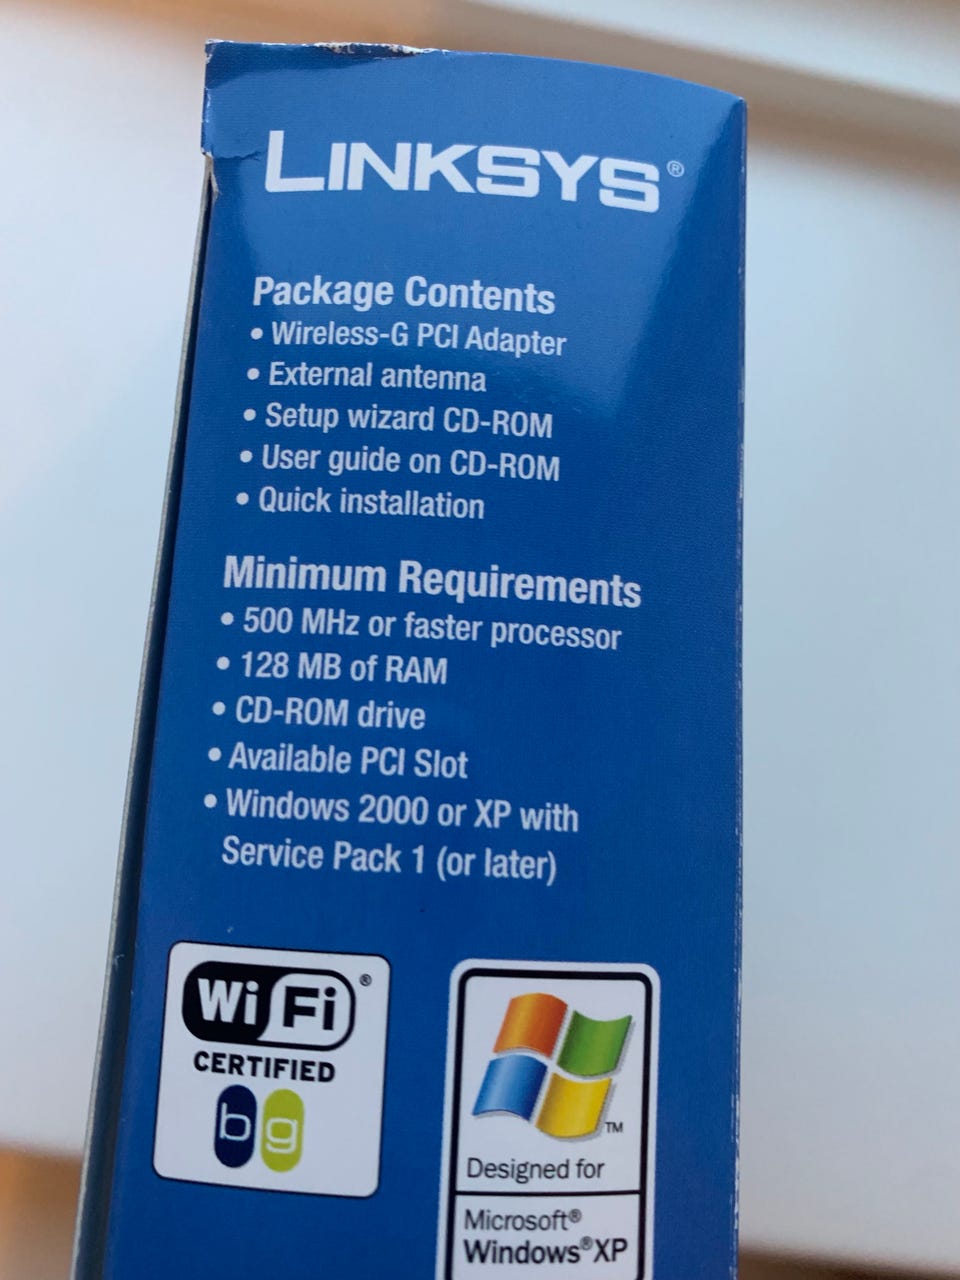 LINKSYS®
Package Contents
• Wireless-G PCI Adapter
• External antenna
• Setup wizard CD-ROM
• User guide on CD-ROM
• Quick installation
Minimum Requirements
• 500 MHz or faster processor
• 128 MB of RAM
• CD-ROM drive
• Available PCI Slot
• Windows 2000 or XP with
Service Pack 1 (or later)
Wi Fi®
CERTIFIED
b g
TM
Designed for
Microsoft®
Windows®XP